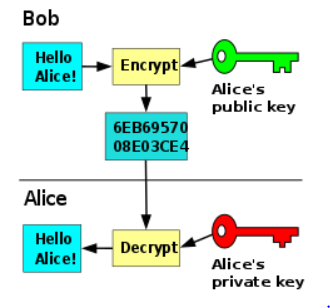 Bob
Hello
Alice!
Encrypt
Alice's
public key
6EB69570
08E03CE4
Alice
Hello
Alice!
Decrypt
Alice's
private key